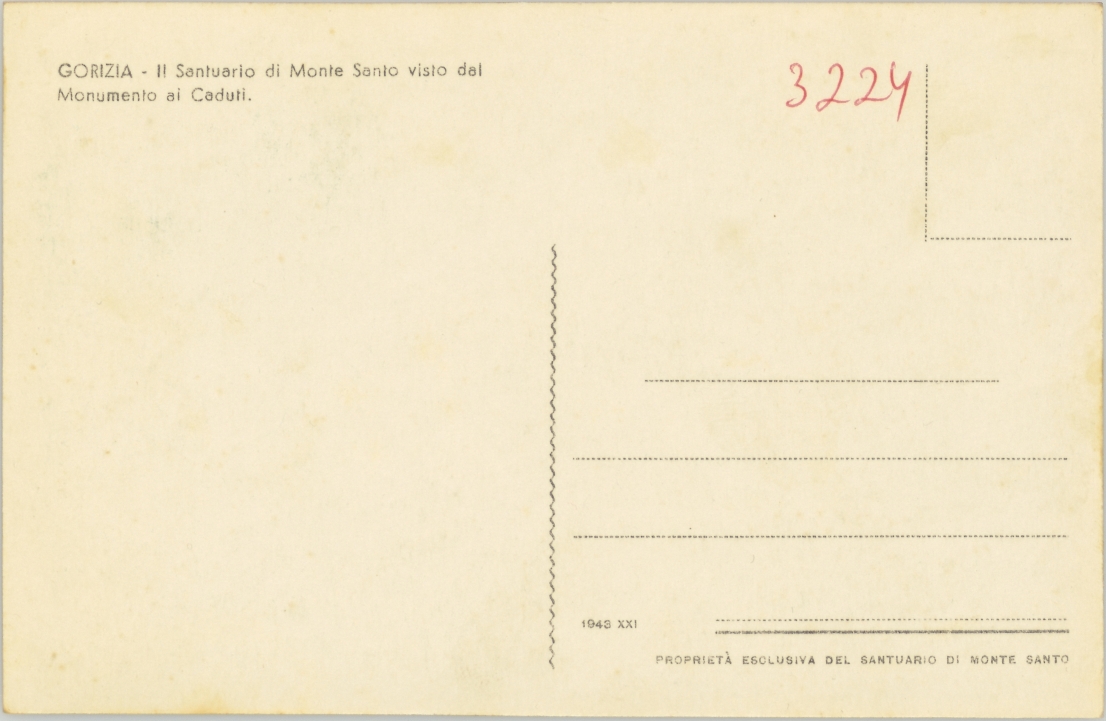 GORIZIA - Il Santuario di Monte Santo visto dal
Monumento ai Caduti.
3224
1943 XXI
PROPRIETÀ ESCLUSIVA DEL SANTUARIO DI MONTE SANTO